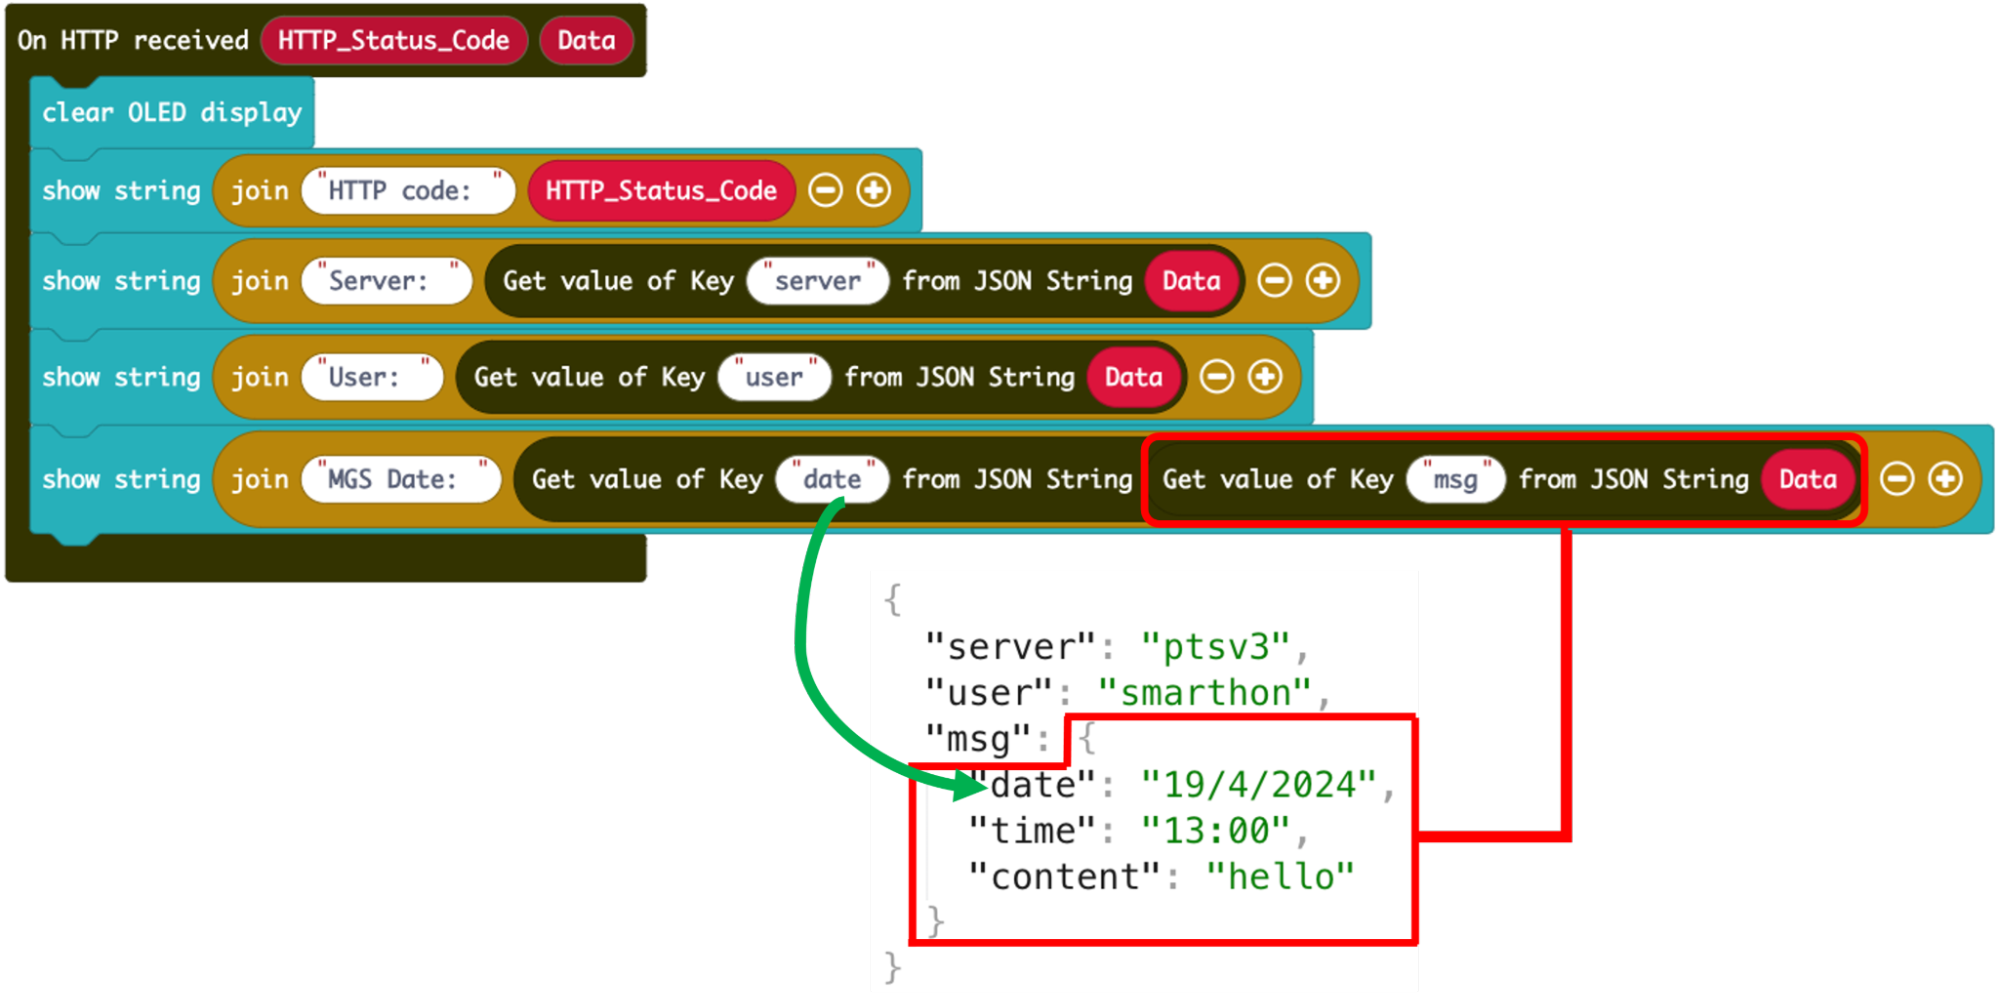 On HTTP received HTTP_Status_Code Data
clear OLED display
show string join "HTTP code: " HTTP_Status_Code
show string join "Server: " Get value of Key "server" from JSON String Data
show string join "User: " Get value of Key "user" from JSON String Data
show string join "MGS Date: " Get value of Key "date" from JSON String Get value of Key "msg" from JSON String Data
{
"server": "ptsv3",
"user": "smarthon",
"msg": {
"date": "19/4/2024",
"time": "13:00",
"content": "hello"
}
}